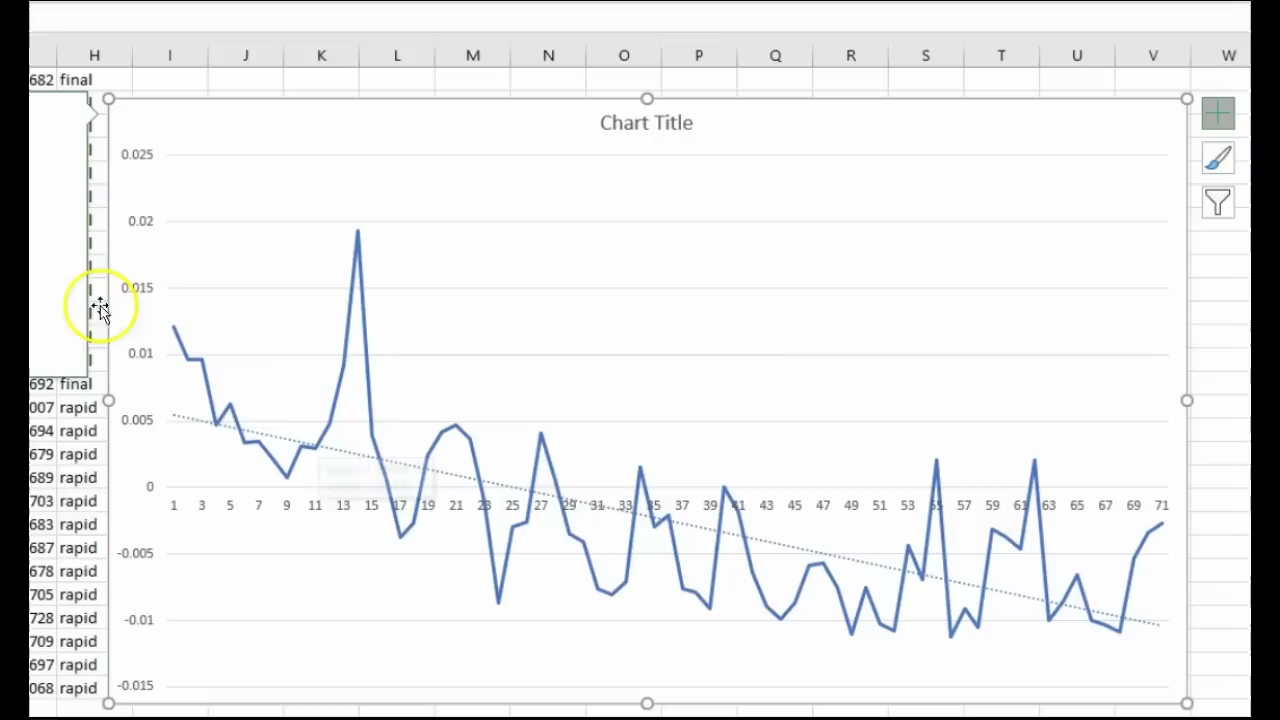 H I J K L M N O P Q R S T U V W
682 final
Chart Title
0.025
0.02
0.015
0.01
692 final
007 rapid
0.005
694 rapid
679 rapid
689 rapid
0
703 rapid
1 3 5 7 9 11 13 15 17 19 21 23 25 27 29 31 33 35 37 39 41 43 45 47 49 51 53 55 57 59 61 63 65 67 69 71
683 rapid
687 rapid
-0.005
678 rapid
705 rapid
728 rapid
-0.01
709 rapid
697 rapid
068 rapid
-0.015